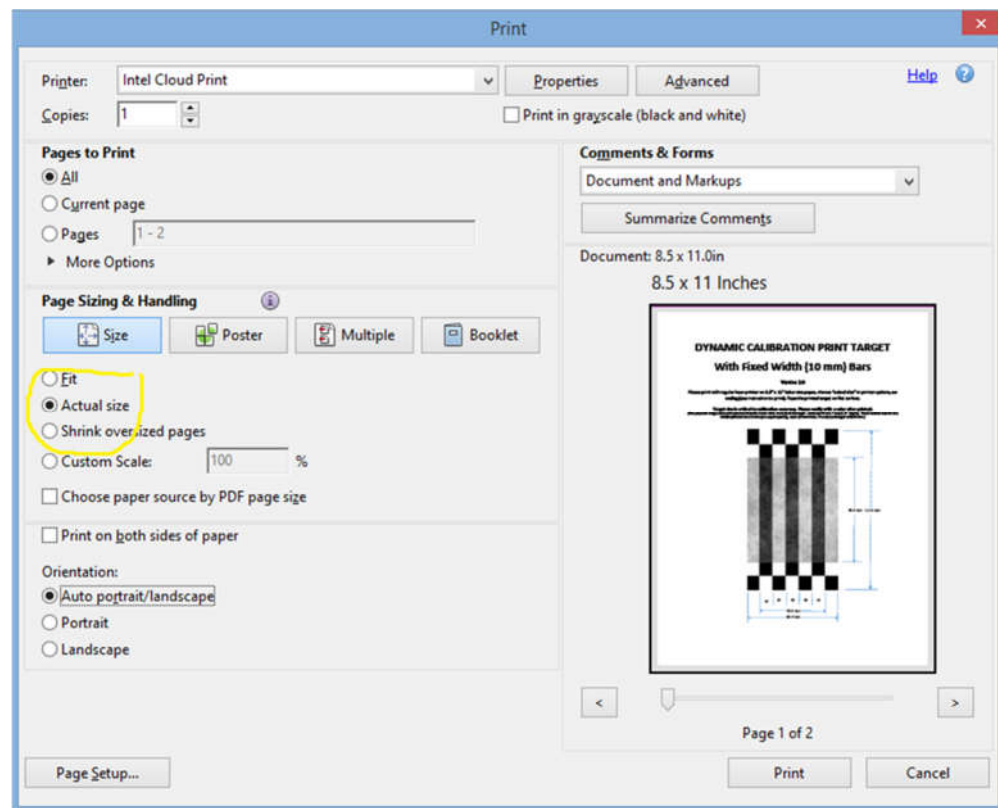 Print
Printer: Intel Cloud Print Properties Advanced Help
Copies: 1 Print in grayscale (black and white)
Pages to Print
All
Current page
Pages 1 - 2
More Options
Page Sizing & Handling
Size Poster Multiple Booklet
Fit
Actual size
Shrink oversized pages
Custom Scale: 100 %
Choose paper source by PDF page size
Print on both sides of paper
Orientation:
Auto portrait/landscape
Portrait
Landscape
Comments & Forms
Document and Markups
Summarize Comments
Document: 8.5 x 11.0in
8.5 x 11 Inches
DYNAMIC CALIBRATION PRINT TARGET
With Fixed Width (10 mm) Bars
< >
Page 1 of 2
Page Setup... Print Cancel